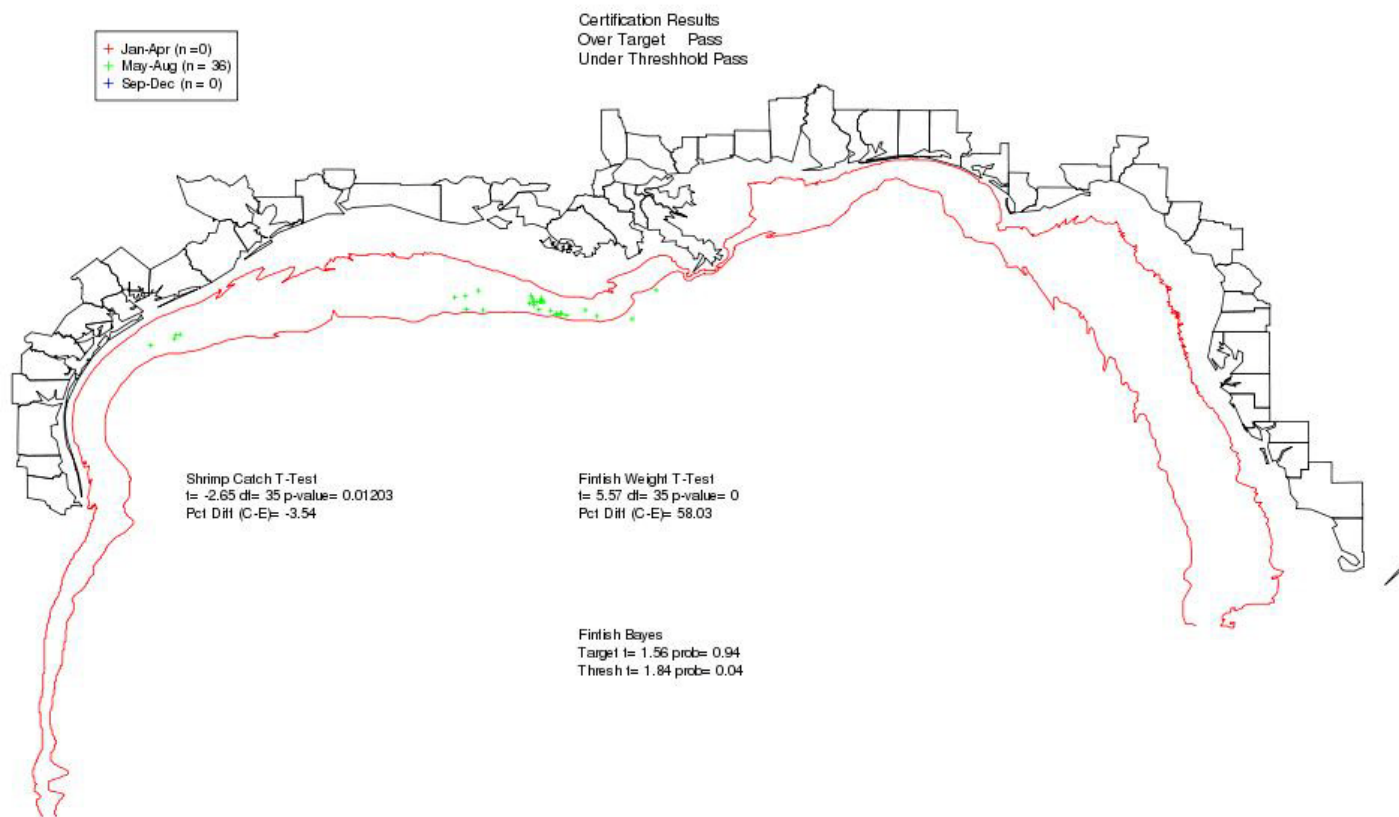 Certification Results
Over Target Pass
Under Threshhold Pass
+ Jan-Apr (n =0)
+ May-Aug (n = 36)
+ Sep-Dec (n = 0)
Shrimp Catch T-Test
t= -2.65 df= 35 p-value= 0.01203
Pct Diff (C-E)= -3.54
Finfish Weight T-Test
t= 5.57 df= 35 p-value= 0
Pct Diff (C-E)= 58.03
Finfish Bayes
Target t= 1.56 prob= 0.94
Thresh t= 1.84 prob= 0.04